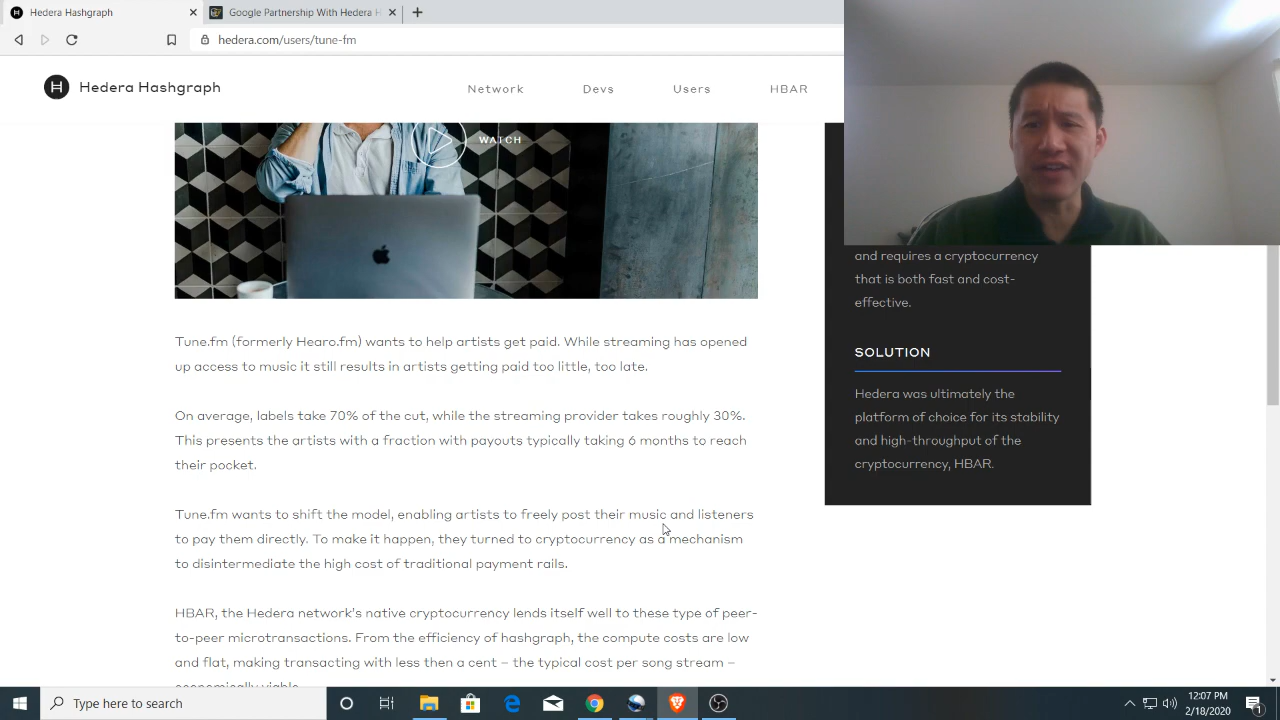 Hedera Hashgraph
Google Partnership With Hedera H
hedera.com/users/tune-fm
H Hedera Hashgraph
Network
Devs
Users
HBAR
WATCH
and requires a cryptocurrency
that is both fast and cost-
effective.
SOLUTION
Hedera was ultimately the
platform of choice for its stability
and high-throughput of the
cryptocurrency, HBAR.
Tune.fm (formerly Hearo.fm) wants to help artists get paid. While streaming has opened
up access to music it still results in artists getting paid too little, too late.
On average, labels take 70% of the cut, while the streaming provider takes roughly 30%.
This presents the artists with a fraction with payouts typically taking 6 months to reach
their pocket.
Tune.fm wants to shift the model, enabling artists to freely post their music and listeners
to pay them directly. To make it happen, they turned to cryptocurrency as a mechanism
to disintermediate the high cost of traditional payment rails.
HBAR, the Hedera network's native cryptocurrency lends itself well to these type of peer-
to-peer microtransactions. From the efficiency of hashgraph, the compute costs are low
and flat, making transacting with less then a cent – the typical cost per song stream –
economically viable.
Type here to search
12:07 PM
2/18/2020
1